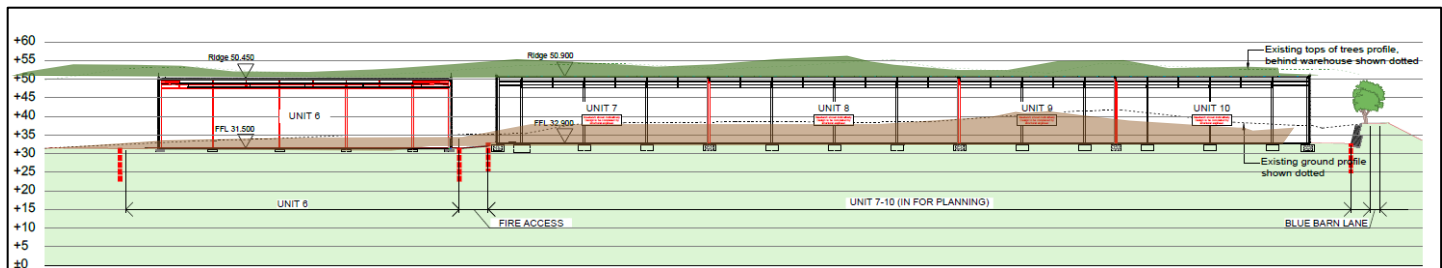 +60
+55
+50
+45
+40
+35
+30
+25
+20
+15
+10
+5
±0
Ridge 50.450
Ridge 50.900
Existing tops of trees profile,
behind warehouse shown dotted
UNIT 6
UNIT 7
UNIT 8
UNIT 9
UNIT 10
FFL 31.500
FFL 32.900
Existing ground profile
shown dotted
UNIT 6
UNIT 7-10 (IN FOR PLANNING)
FIRE ACCESS
BLUE BARN LANE